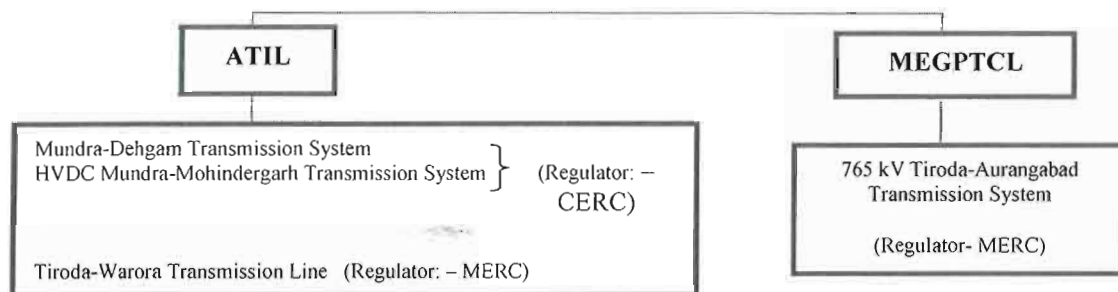 ATIL
MEGPTCL
Mundra-Dehgam Transmission System
HVDC Mundra-Mohindergarh Transmission System
(Regulator: –
CERC)
Tiroda-Warora Transmission Line (Regulator: – MERC)
765 kV Tiroda-Aurangabad
Transmission System
(Regulator- MERC)